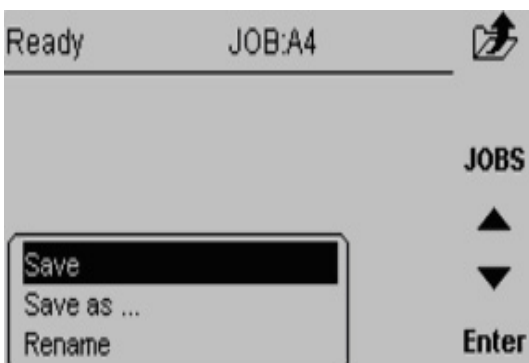 Ready JOB:A4
JOBS
Save
Save as ...
Rename
Enter